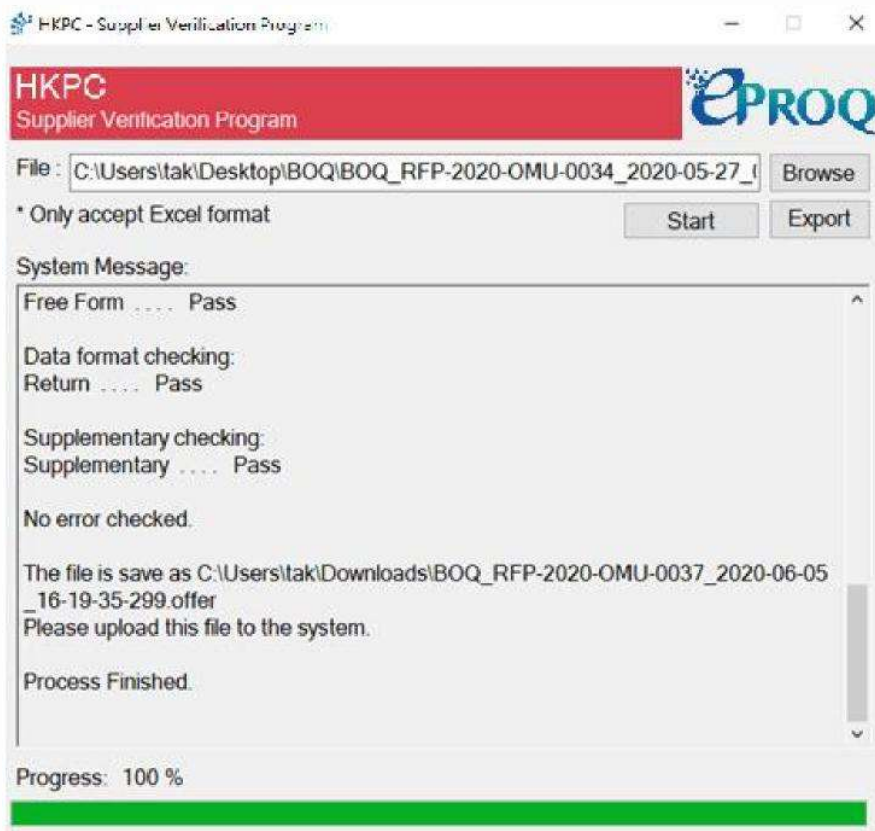 HKPC - Supplier Verification Program
HKPC
Supplier Verification Program
ePROQ
File : C:\Users\tak\Desktop\BOQ\BOQ_RFP-2020-OMU-0034_2020-05-27_( Browse
* Only accept Excel format Start Export
System Message:
Free Form .... Pass
Data format checking:
Return .... Pass
Supplementary checking:
Supplementary .... Pass
No error checked.
The file is save as C:\Users\tak\Downloads\BOQ_RFP-2020-OMU-0037_2020-06-05
_16-19-35-299.offer
Please upload this file to the system.
Process Finished.
Progress: 100 %